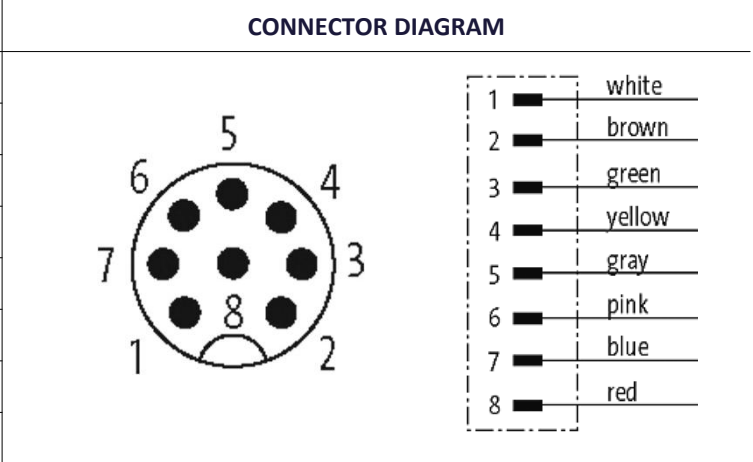 CONNECTOR DIAGRAM
5
6 4
7 3
8
1 2
1 white
2 brown
3 green
4 yellow
5 gray
6 pink
7 blue
8 red